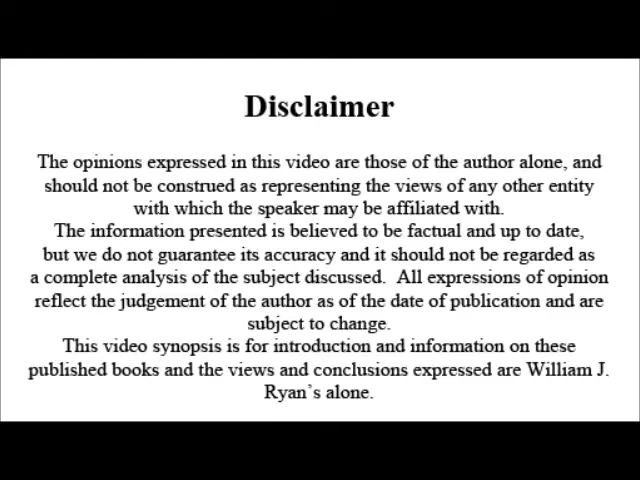 Disclaimer
The opinions expressed in this video are those of the author alone, and
should not be construed as representing the views of any other entity
with which the speaker may be affiliated with.
The information presented is believed to be factual and up to date,
but we do not guarantee its accuracy and it should not be regarded as
a complete analysis of the subject discussed.  All expressions of opinion
reflect the judgement of the author as of the date of publication and are
subject to change.
This video synopsis is for introduction and information on these
published books and the views and conclusions expressed are William J.
Ryan’s alone.